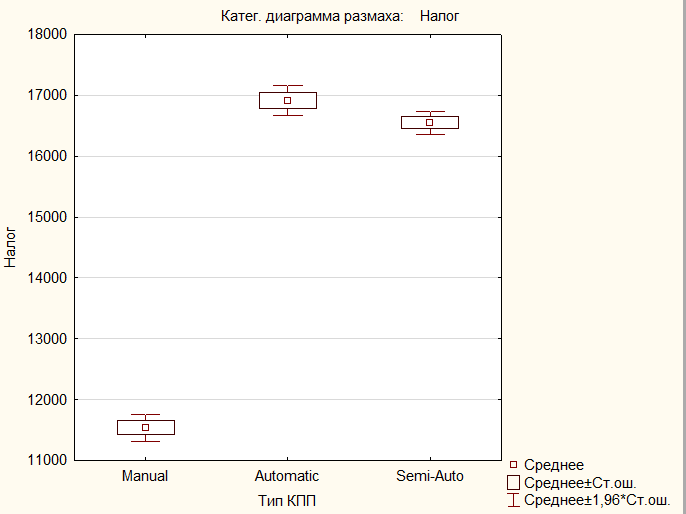 Катег. диаграмма размаха: Налог
18000
17000
16000
15000
14000
13000
12000
11000
Налог
Manual Automatic Semi-Auto
Тип КПП
Среднее
Среднее±Ст.ош.
Среднее±1,96*Ст.ош.